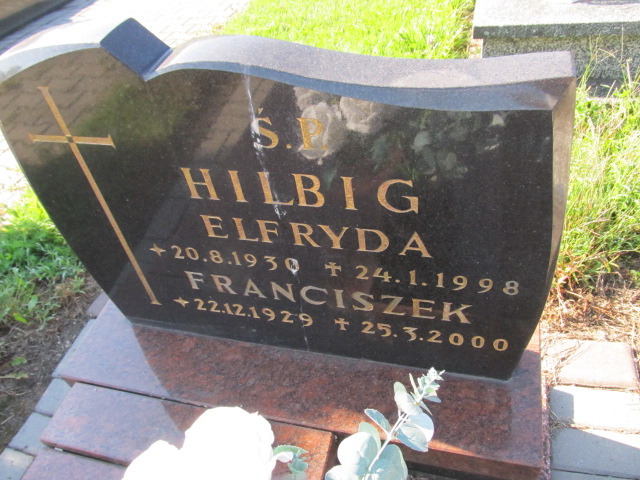 Ś.P.
HILBIG
ELFRYDA
20.8.1930 24.1.1998
FRANCISZEK
22.12.1929 25.3.2000